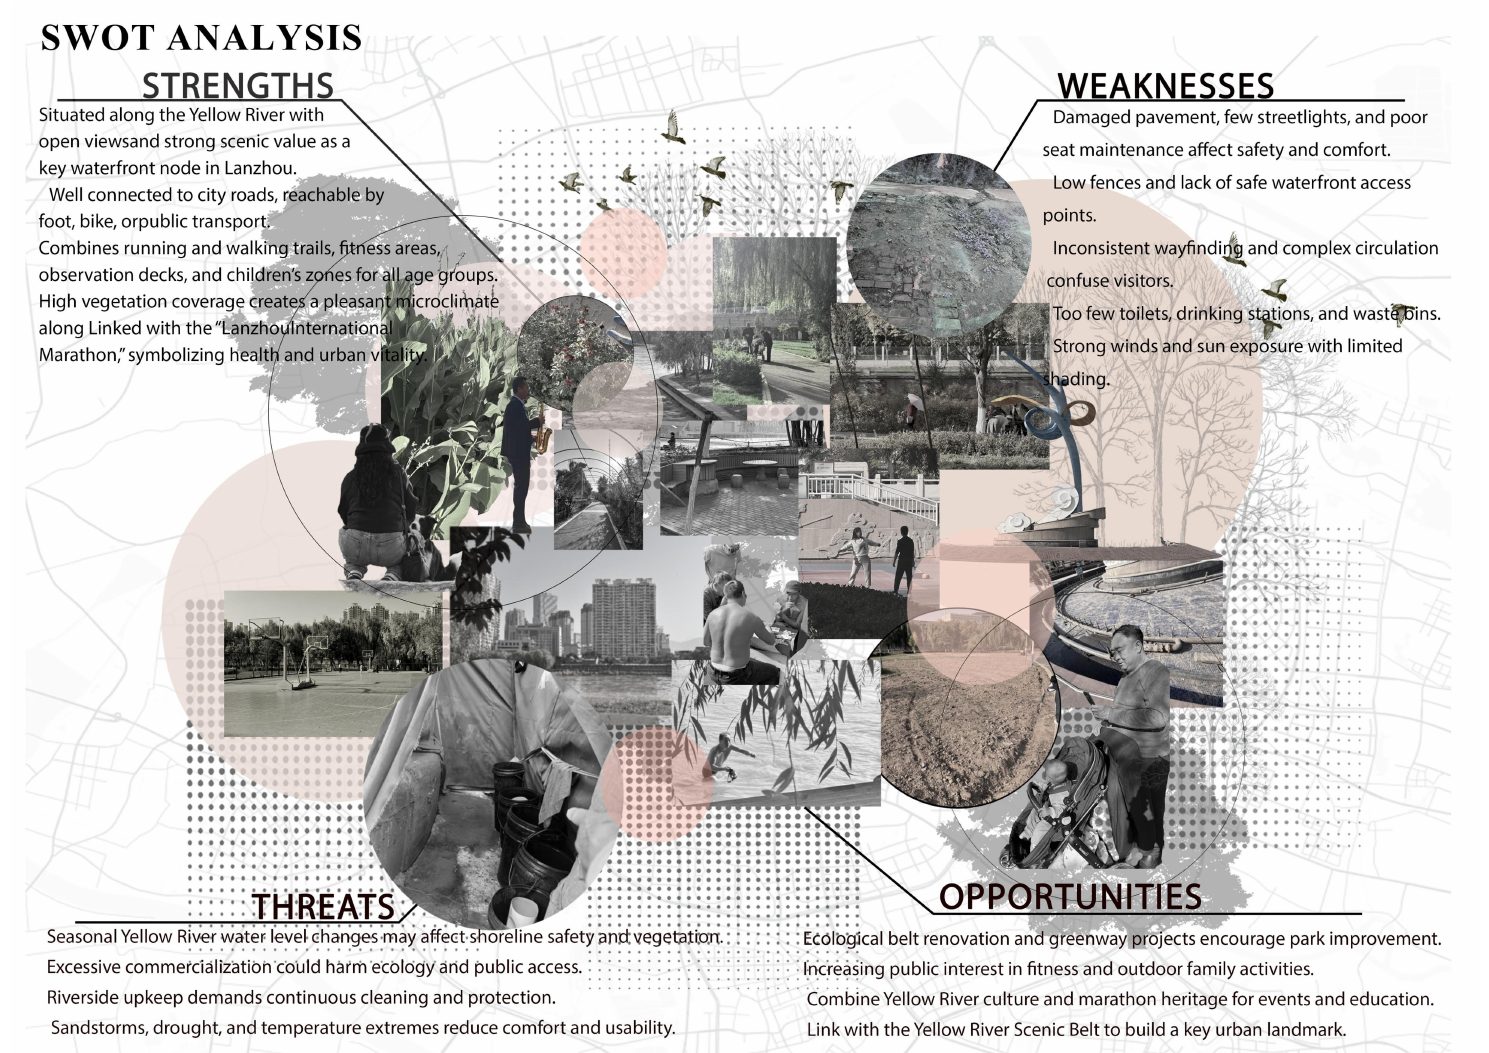 SWOT ANALYSIS
STRENGTHS
Situated along the Yellow River with
open viewsand strong scenic value as a
key waterfront node in Lanzhou.
Well connected to city roads, reachable by
foot, bike, orpublic transport.
Combines running and walking trails, fitness areas,
observation decks, and children's zones for all age groups.
High vegetation coverage creates a pleasant microclimate
along Linked with the "LanzhouInternational
Marathon," symbolizing health and urban vitality.
WEAKNESSES
Damaged pavement, few streetlights, and poor
seat maintenance affect safety and comfort.
Low fences and lack of safe waterfront access
points.
Inconsistent wayfinding and complex circulation
confuse visitors.
Too few toilets, drinking stations, and waste bins.
Strong winds and sun exposure with limited
shading.
THREATS
Seasonal Yellow River water level changes may affect shoreline safety and vegetation.
Excessive commercialization could harm ecology and public access.
Riverside upkeep demands continuous cleaning and protection.
Sandstorms, drought, and temperature extremes reduce comfort and usability.
OPPORTUNITIES
Ecological belt renovation and greenway projects encourage park improvement.
Increasing public interest in fitness and outdoor family activities.
Combine Yellow River culture and marathon heritage for events and education.
Link with the Yellow River Scenic Belt to build a key urban landmark.